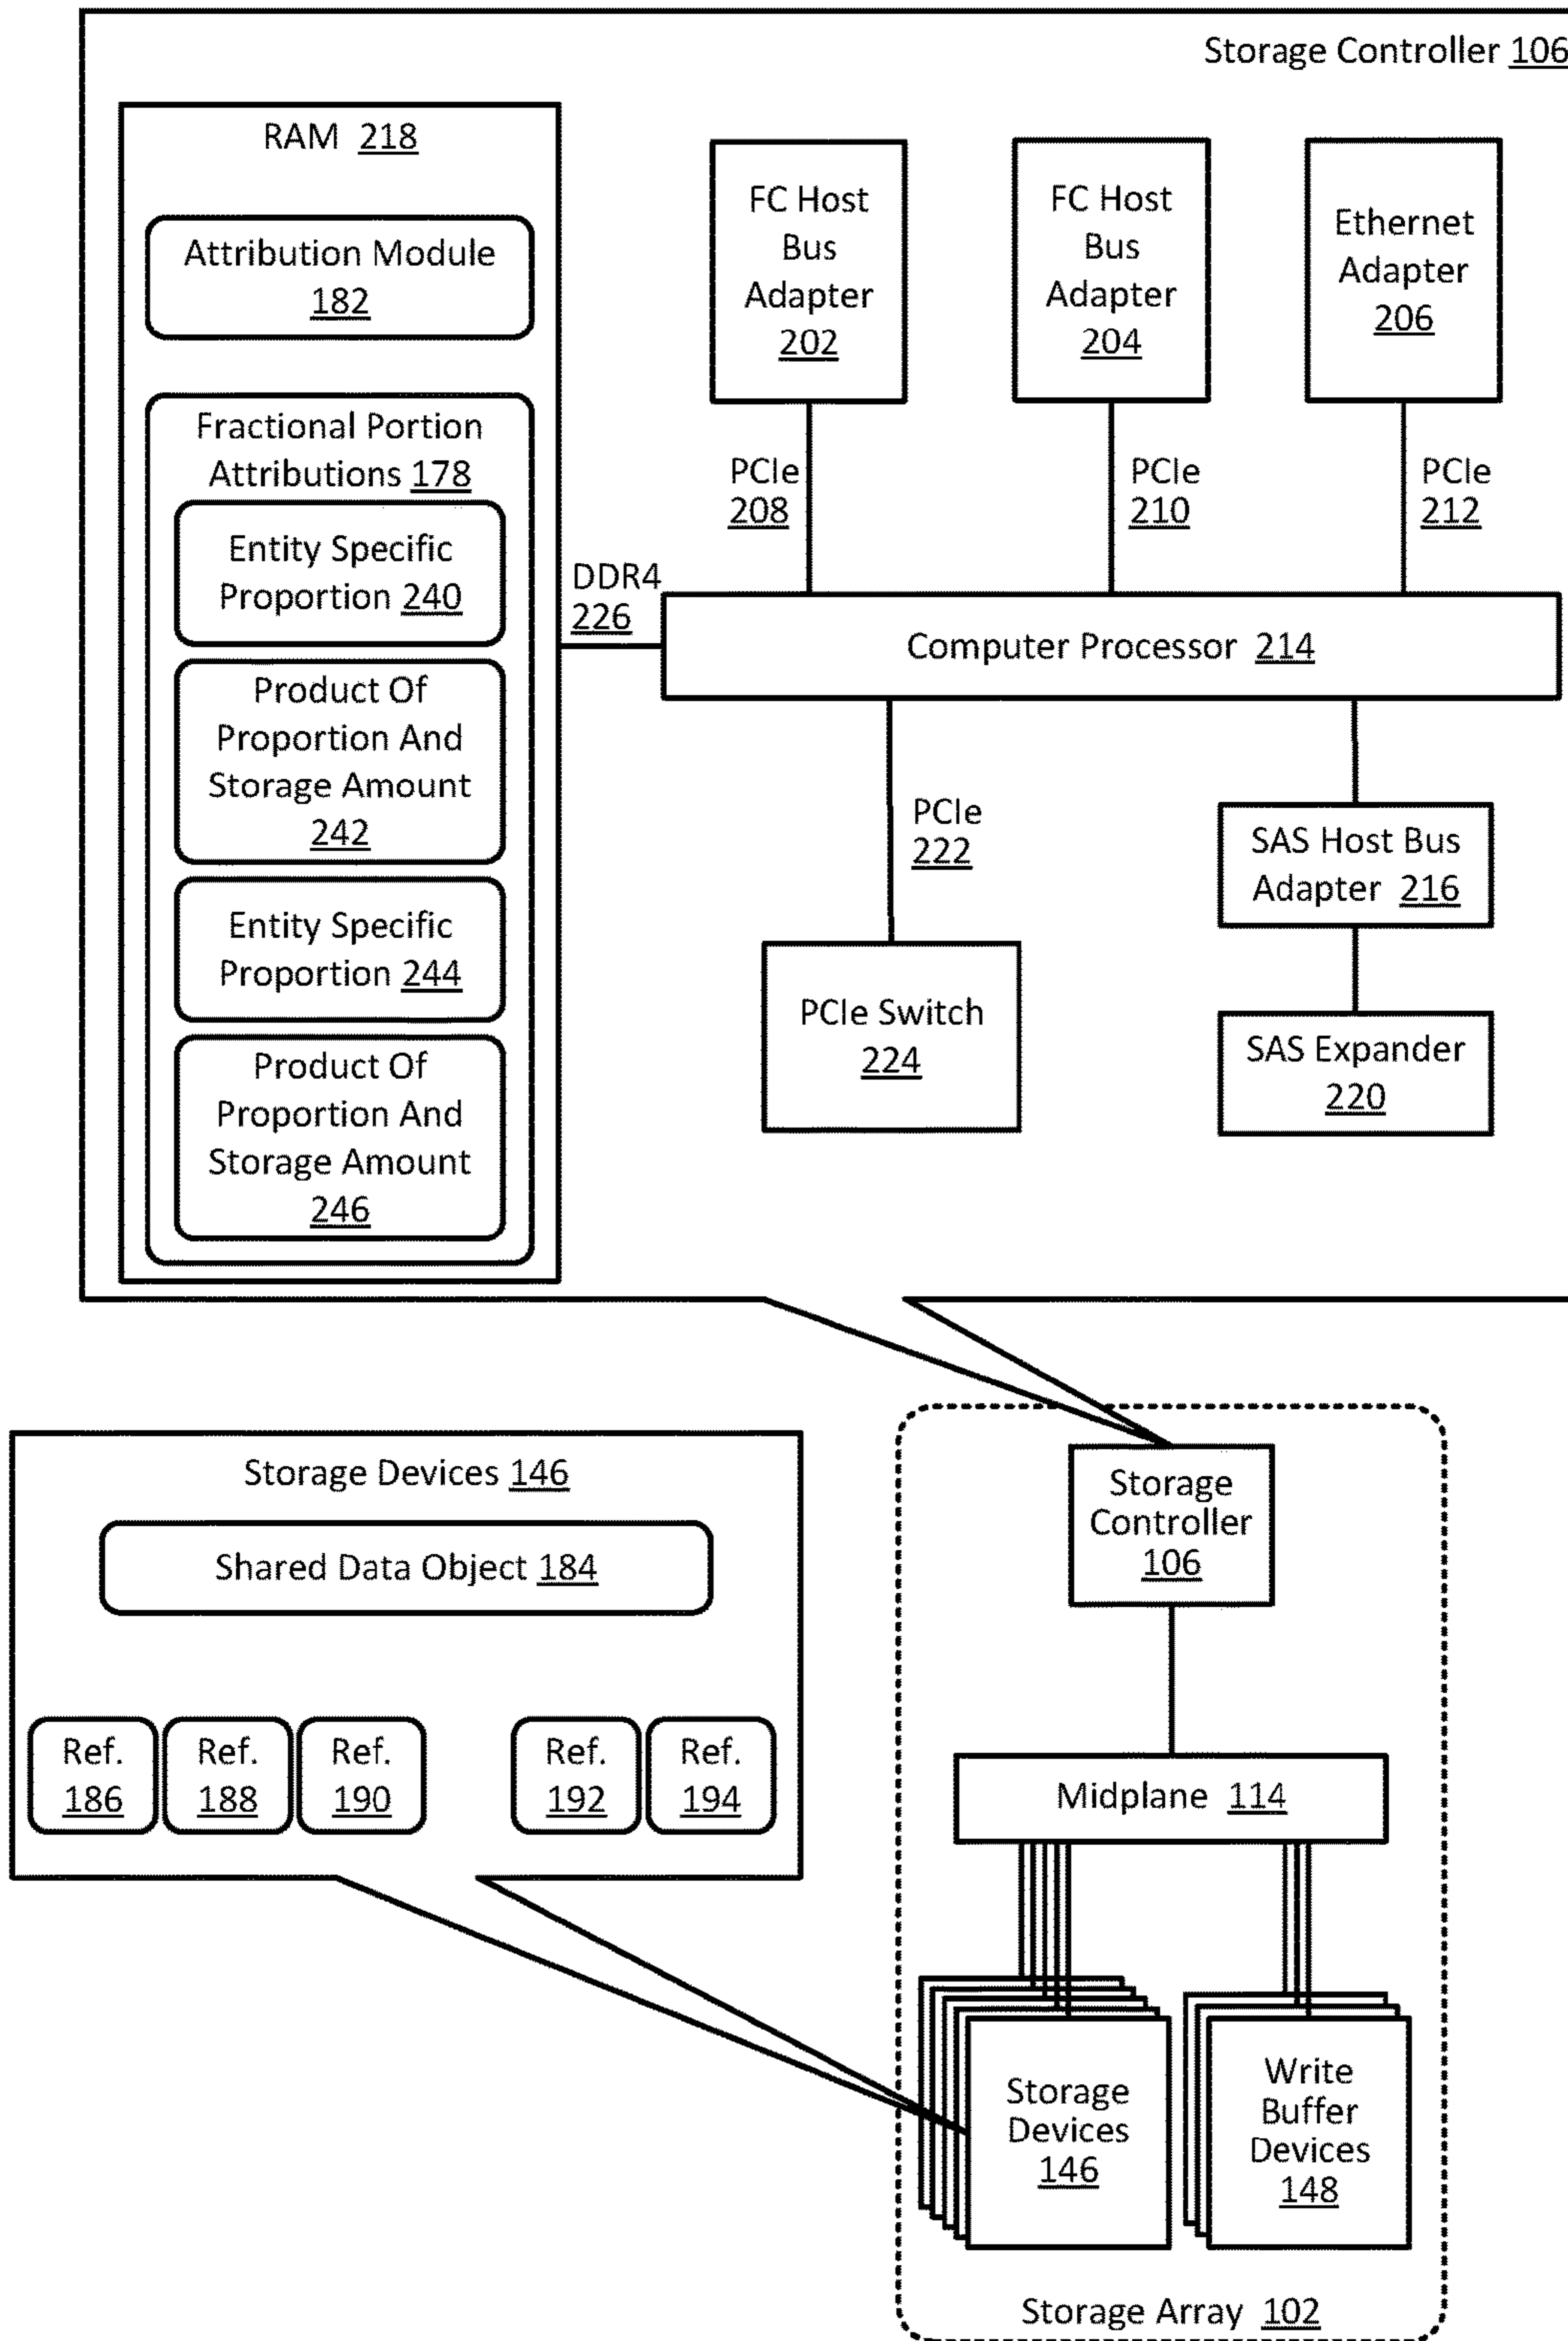 Storage Controller 106
RAM 218
Attribution Module
182
Fractional Portion
Attributions 178
Entity Specific
Proportion 240
Product Of
Proportion And
Storage Amount
242
Entity Specific
Proportion 244
Product Of
Proportion And
Storage Amount
246
FC Host
Bus
Adapter
202
FC Host
Bus
Adapter
204
Ethernet
Adapter
206
PCIe
208
PCIe
210
PCIe
212
DDR4
226
Computer Processor 214
PCIe
222
SAS Host Bus
Adapter 216
PCIe Switch
224
SAS Expander
220
Storage Devices 146
Shared Data Object 184
Ref.
186
Ref.
188
Ref.
190
Ref.
192
Ref.
194
Storage
Controller
106
Midplane 114
Storage
Devices
146
Write
Buffer
Devices
148
Storage Array 102